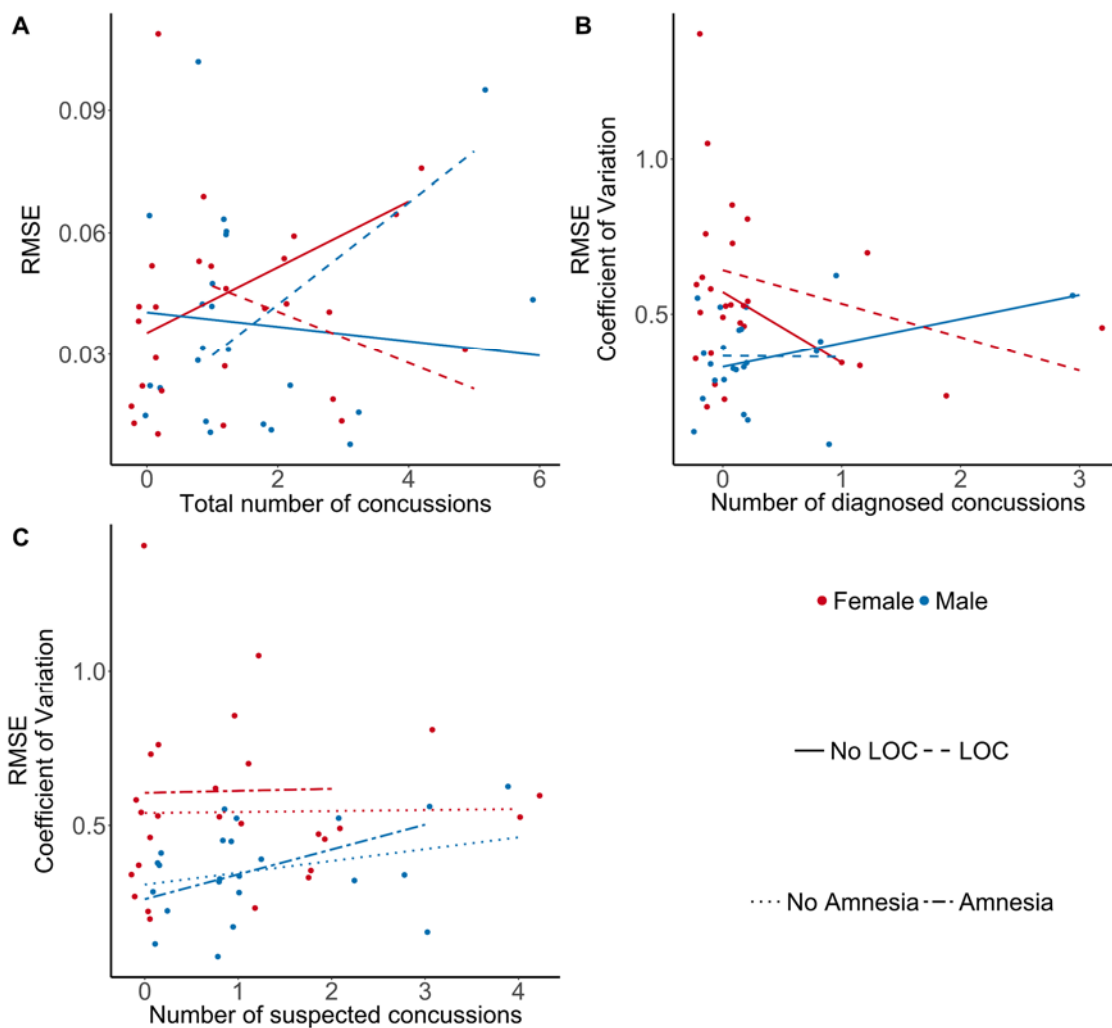 A
RMSE
0.09
0.06
0.03
0 2 4 6
Total number of concussions
B
RMSE
Coefficient of Variation
1.0
0.5
0 1 2 3
Number of diagnosed concussions
C
RMSE
Coefficient of Variation
1.0
0.5
0 1 2 3 4
Number of suspected concussions
Female Male
No LOC LOC
No Amnesia Amnesia